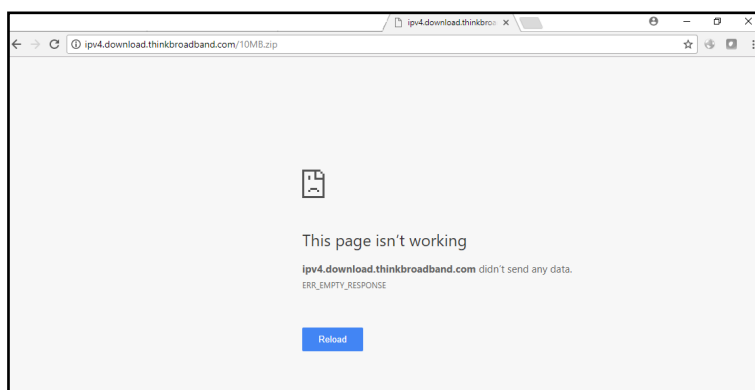 ipv4.download.thinkbroa
ipv4.download.thinkbroadband.com/10MB.zip
This page isn't working
ipv4.download.thinkbroadband.com didn't send any data.
ERR_EMPTY_RESPONSE
Reload